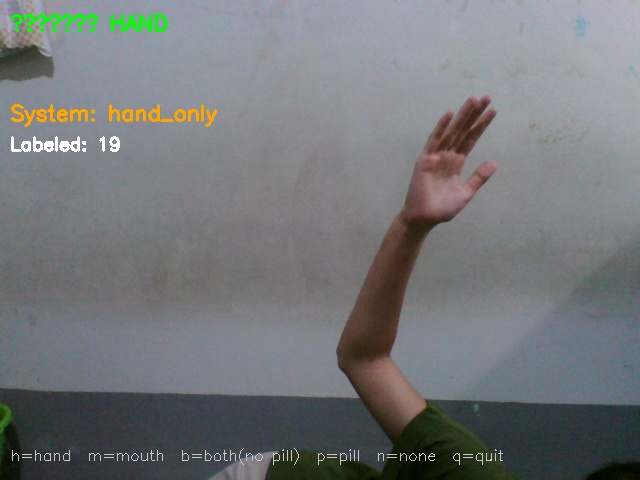 ??????? HAND
System: hand_only
Labeled: 19
h=hand m=mouth b=both(no pill) p=pill n=none q=quit